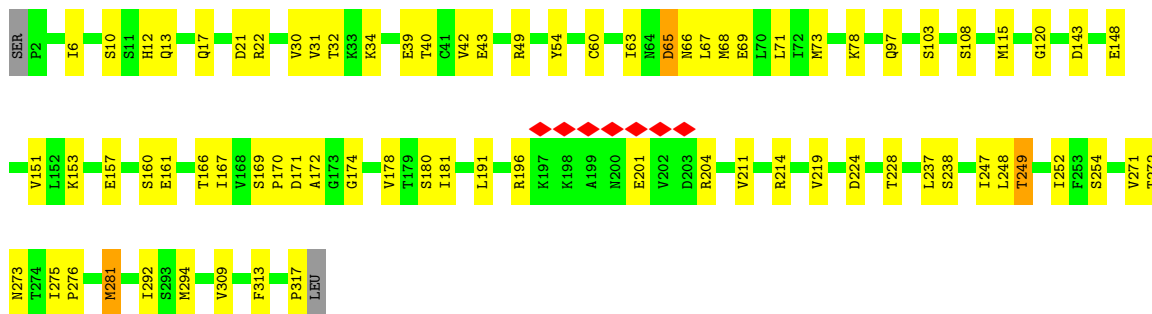 SER P2 I6 S10 S11 H12 Q13 Q17 D21 R22 V30 V31 T32 K33 K34 E39 T40 C41 V42 E43 R49 Y54 C60 I63 N64 D65 N66 L67 M68 E69 L70 L71 I72 M73 K78 Q97 S103 S108 M115 G120 D143 E148
V151 L152 K153 E157 S160 E161 T166 I167 V168 S169 P170 D171 A172 G173 G174 V178 T179 S180 I181 L191 R196 K197 K198 A199 N200 E201 V202 D203 R204 V211 R214 V219 D224 T228 L237 S238 I247 L248 T249 I252 F253 S254 V271 T272
N273 T274 I275 P276 M281 I292 S293 M294 V309 F313 P317 LEU